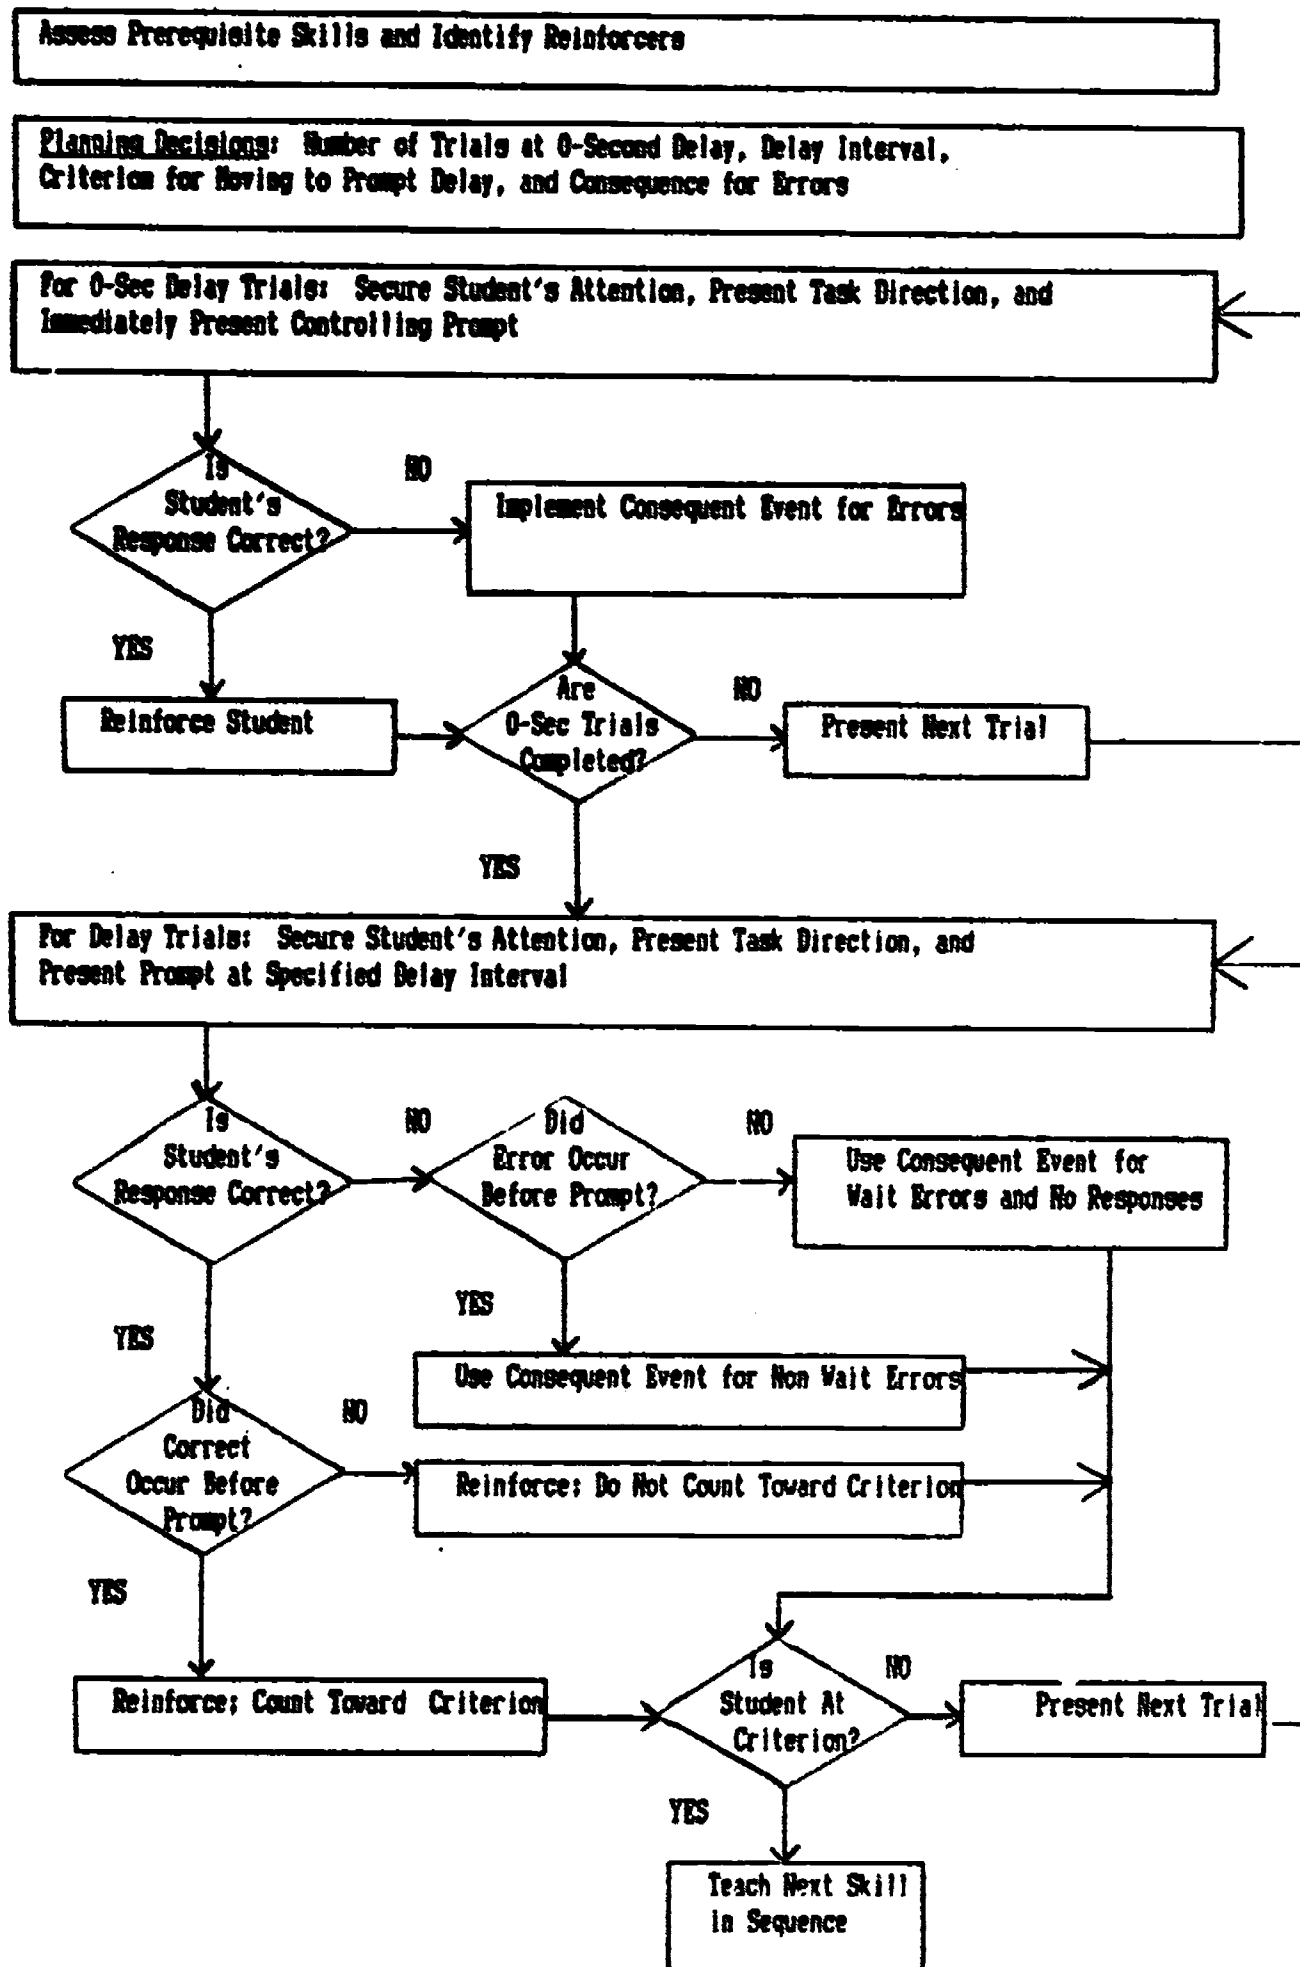 Assess Prerequisite Skills and Identify Reinforcers
Planning Decisions: Number of Trials at 0-Second Delay, Delay Interval,
Criterion for Moving to Prompt Delay, and Consequence for Errors
For 0-Sec Delay Trials: Secure Student's Attention, Present Task Direction, and
Immediately Present Controlling Prompt
Is
Student's
Response Correct?
NO
Implement Consequent Event for Errors
YES
Reinforce Student
Are
0-Sec Trials
Completed?
NO
Present Next Trial
YES
For Delay Trials: Secure Student's Attention, Present Task Direction, and
Present Prompt at Specified Delay Interval
Is
Student's
Response Correct?
NO
Did
Error Occur
Before Prompt?
NO
Use Consequent Event for
Wait Errors and No Responses
YES
YES
Use Consequent Event for Non Wait Errors
Did
Correct
Occur Before
Prompt?
NO
Reinforce: Do Not Count Toward Criterion
YES
Reinforce; Count Toward Criterion
Is
Student At
Criterion?
NO
Present Next Trial
YES
Teach Next Skill
in Sequence